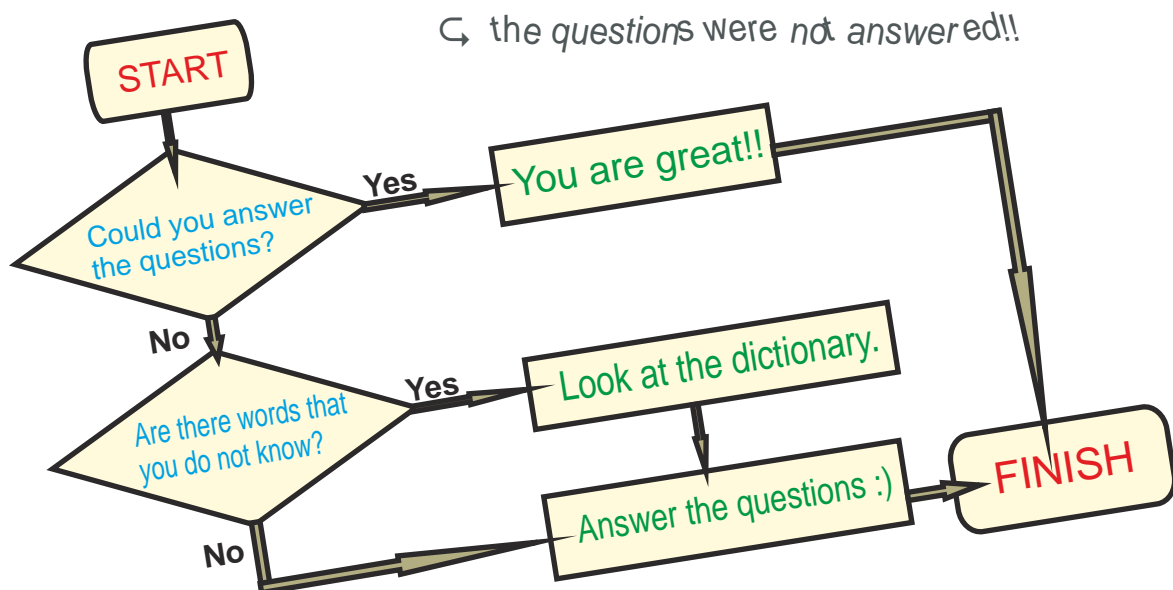 the questions were not answered!!
START
Could you answer
the questions?
Yes
You are great!!
No
Are there words that
you do not know?
Yes
Look at the dictionary.
No
Answer the questions :)
FINISH